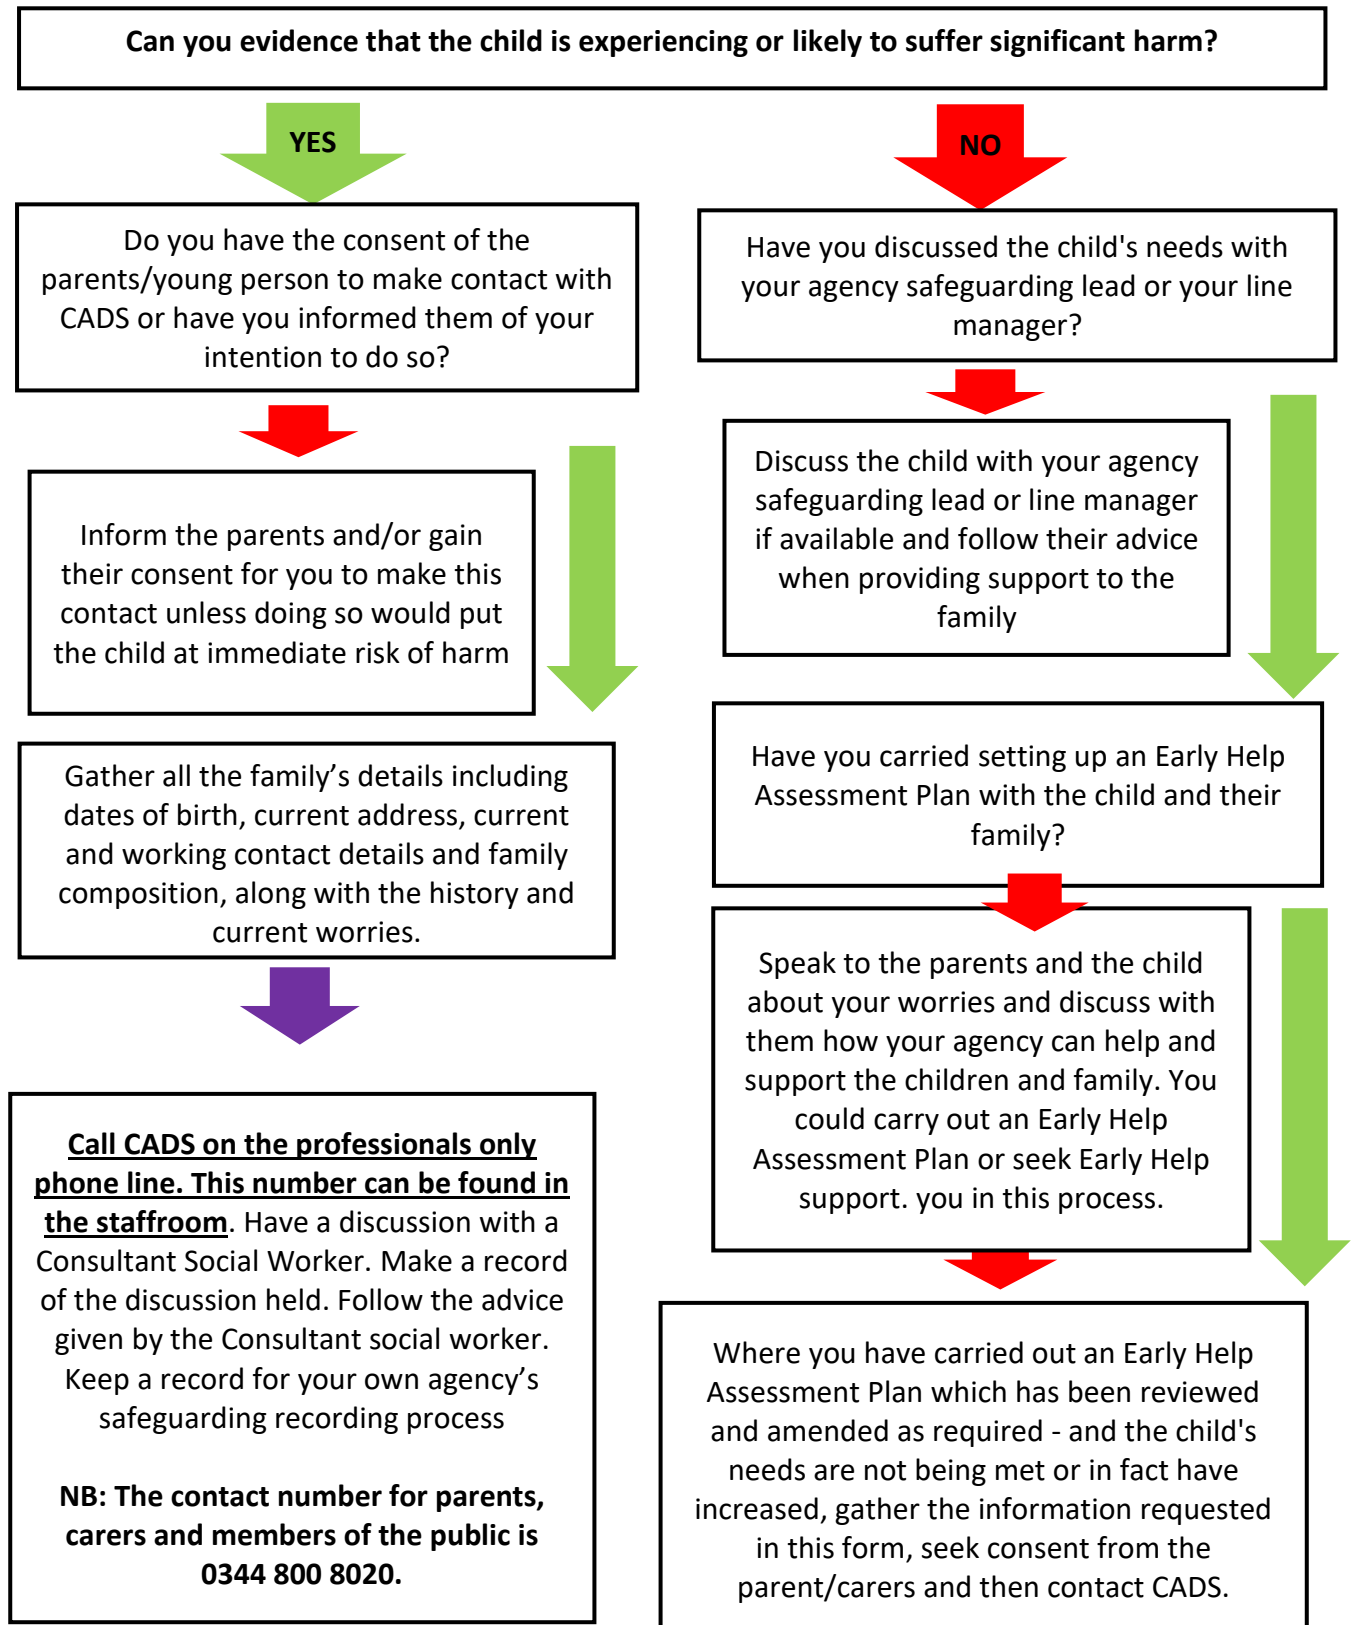 Can you evidence that the child is experiencing or likely to suffer significant harm?
YES
NO
Do you have the consent of the
parents/young person to make contact with
CADS or have you informed them of your
intention to do so?
Inform the parents and/or gain
their consent for you to make this
contact unless doing so would put
the child at immediate risk of harm
Gather all the family’s details including
dates of birth, current address, current
and working contact details and family
composition, along with the history and
current worries.
Call CADS on the professionals only
phone line. This number can be found in
the staffroom. Have a discussion with a
Consultant Social Worker. Make a record
of the discussion held. Follow the advice
given by the Consultant social worker.
Keep a record for your own agency’s
safeguarding recording process
NB: The contact number for parents,
carers and members of the public is
0344 800 8020.
Have you discussed the child's needs with
your agency safeguarding lead or your line
manager?
Discuss the child with your agency
safeguarding lead or line manager
if available and follow their advice
when providing support to the
family
Have you carried setting up an Early Help
Assessment Plan with the child and their
family?
Speak to the parents and the child
about your worries and discuss with
them how your agency can help and
support the children and family. You
could carry out an Early Help
Assessment Plan or seek Early Help
support. you in this process.
Where you have carried out an Early Help
Assessment Plan which has been reviewed
and amended as required - and the child's
needs are not being met or in fact have
increased, gather the information requested
in this form, seek consent from the
parent/carers and then contact CADS.